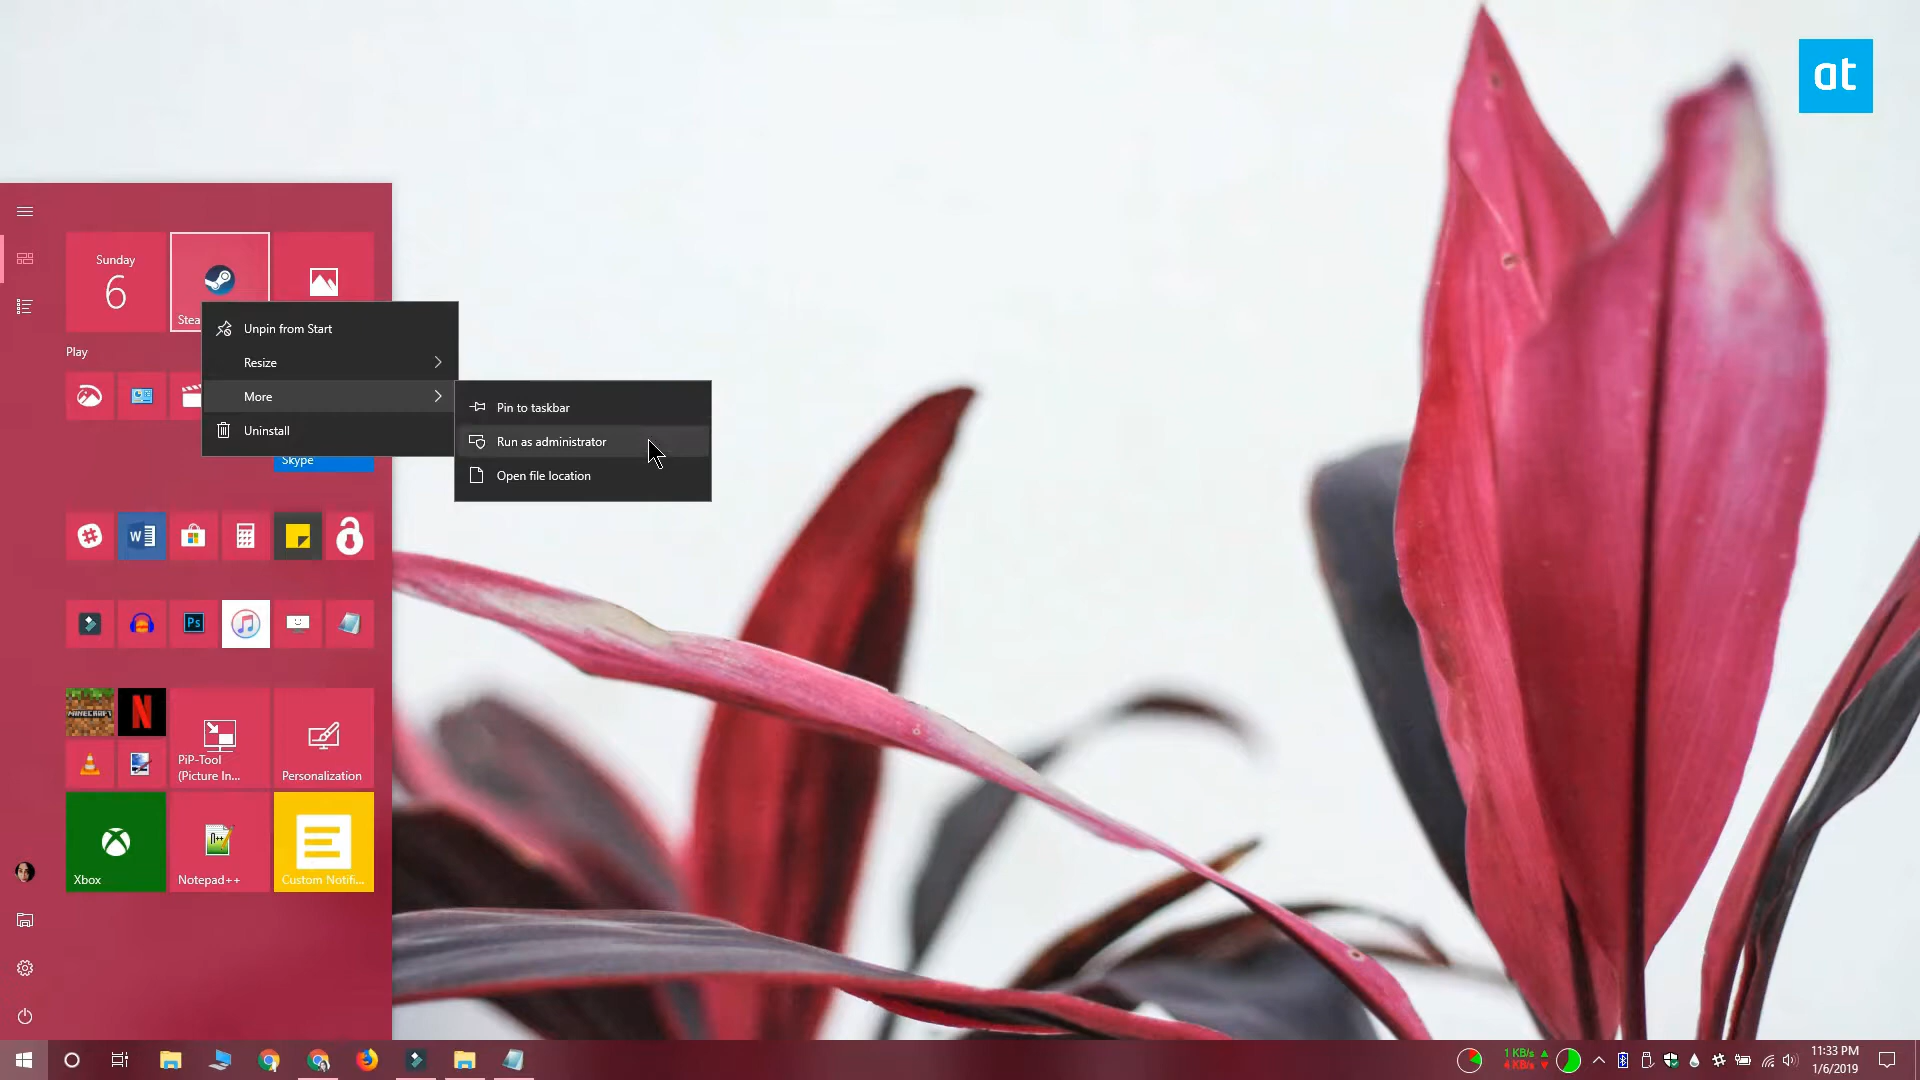 at
Sunday
6
Stea
Play
Unpin from Start
Resize
More
Uninstall
Pin to taskbar
Run as administrator
Open file location
Skype
W
Ps
MINECRAFT
N
PiP-Tool
(Picture In...
Personalization
Xbox
Notepad++
Custom Notifi...
1 KB/s
4 KB/s
11:33 PM
1/6/2019